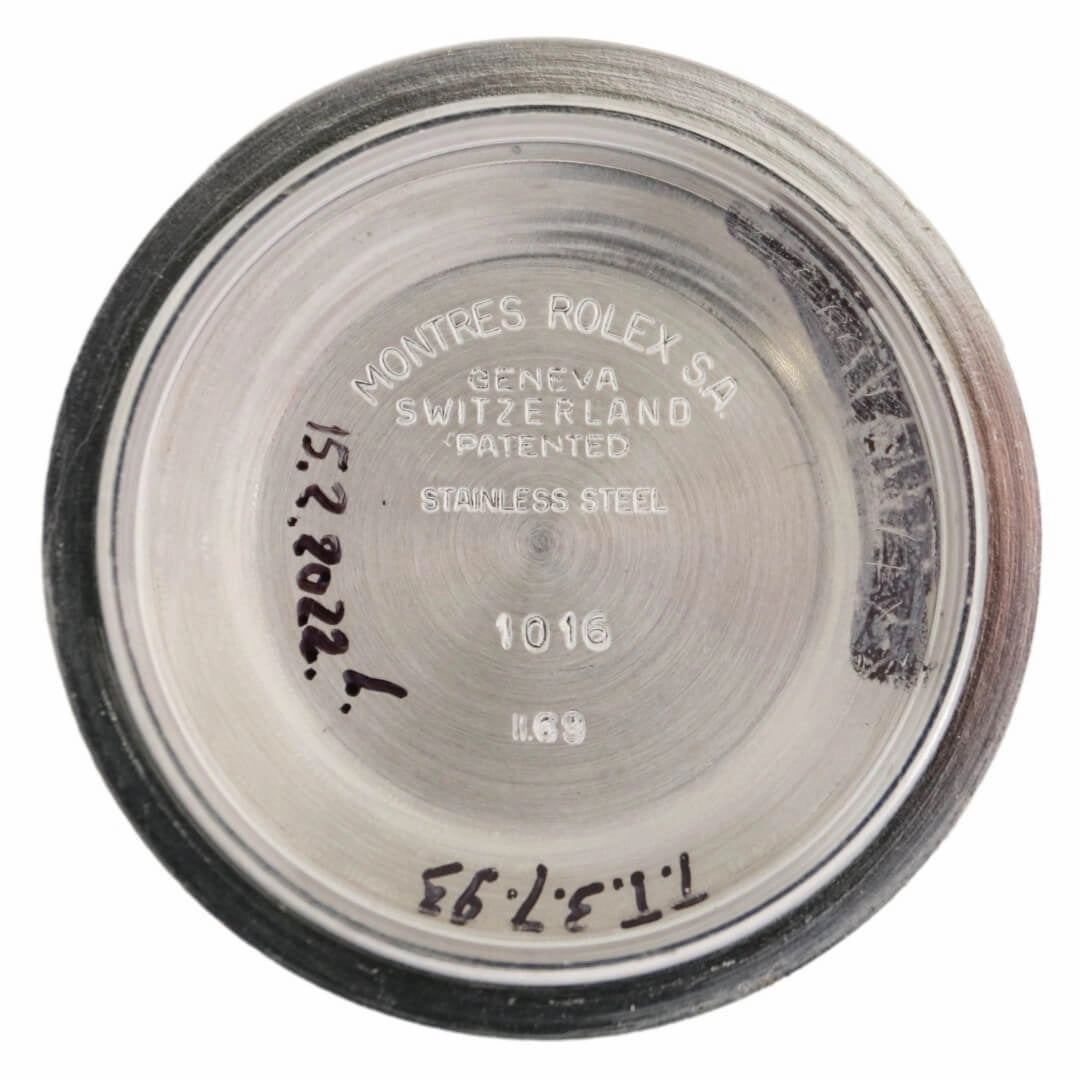 MONTRES ROLEX S.A.
GENEVA
SWITZERLAND
PATENTED
STAINLESS STEEL
1016
II.69
15.2.2022. L.
T.T.3.7.93